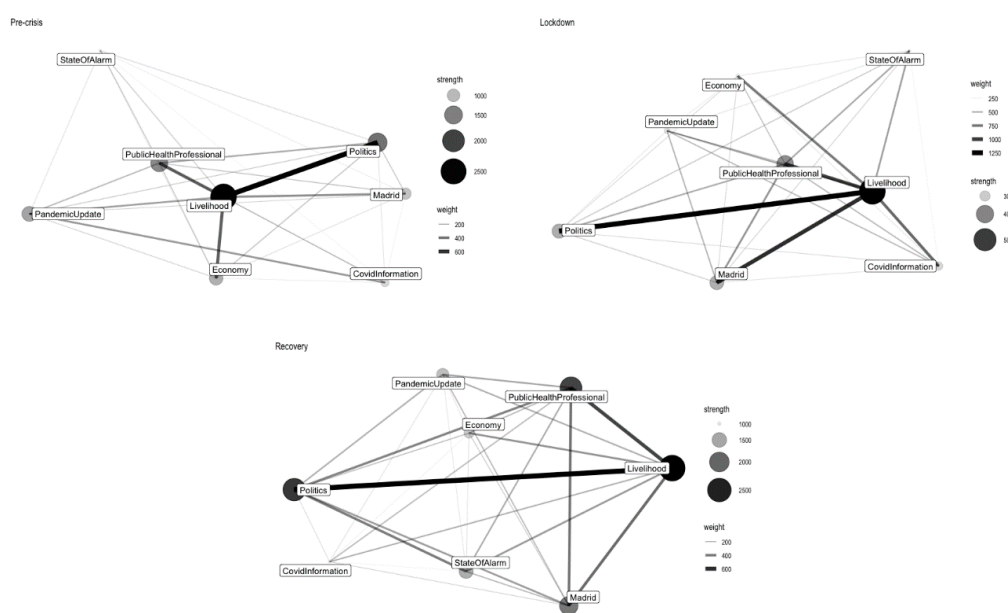 Pre-crisis
StateOfAlarm
PublicHealthProfessional
Politics
Livelihood
Madrid
PandemicUpdate
Economy
CovidInformation
strength
1000
1500
2000
2500
weight
200
400
600
Lockdown
StateOfAlarm
Economy
PandemicUpdate
PublicHealthProfessional
Livelihood
Politics
Madrid
CovidInformation
weight
250
500
750
1000
1250
strength
Recovery
PandemicUpdate
PublicHealthProfessional
Economy
Livelihood
Politics
StateOfAlarm
CovidInformation
Madrid
strength
1000
1500
2000
2500
weight
200
400
600